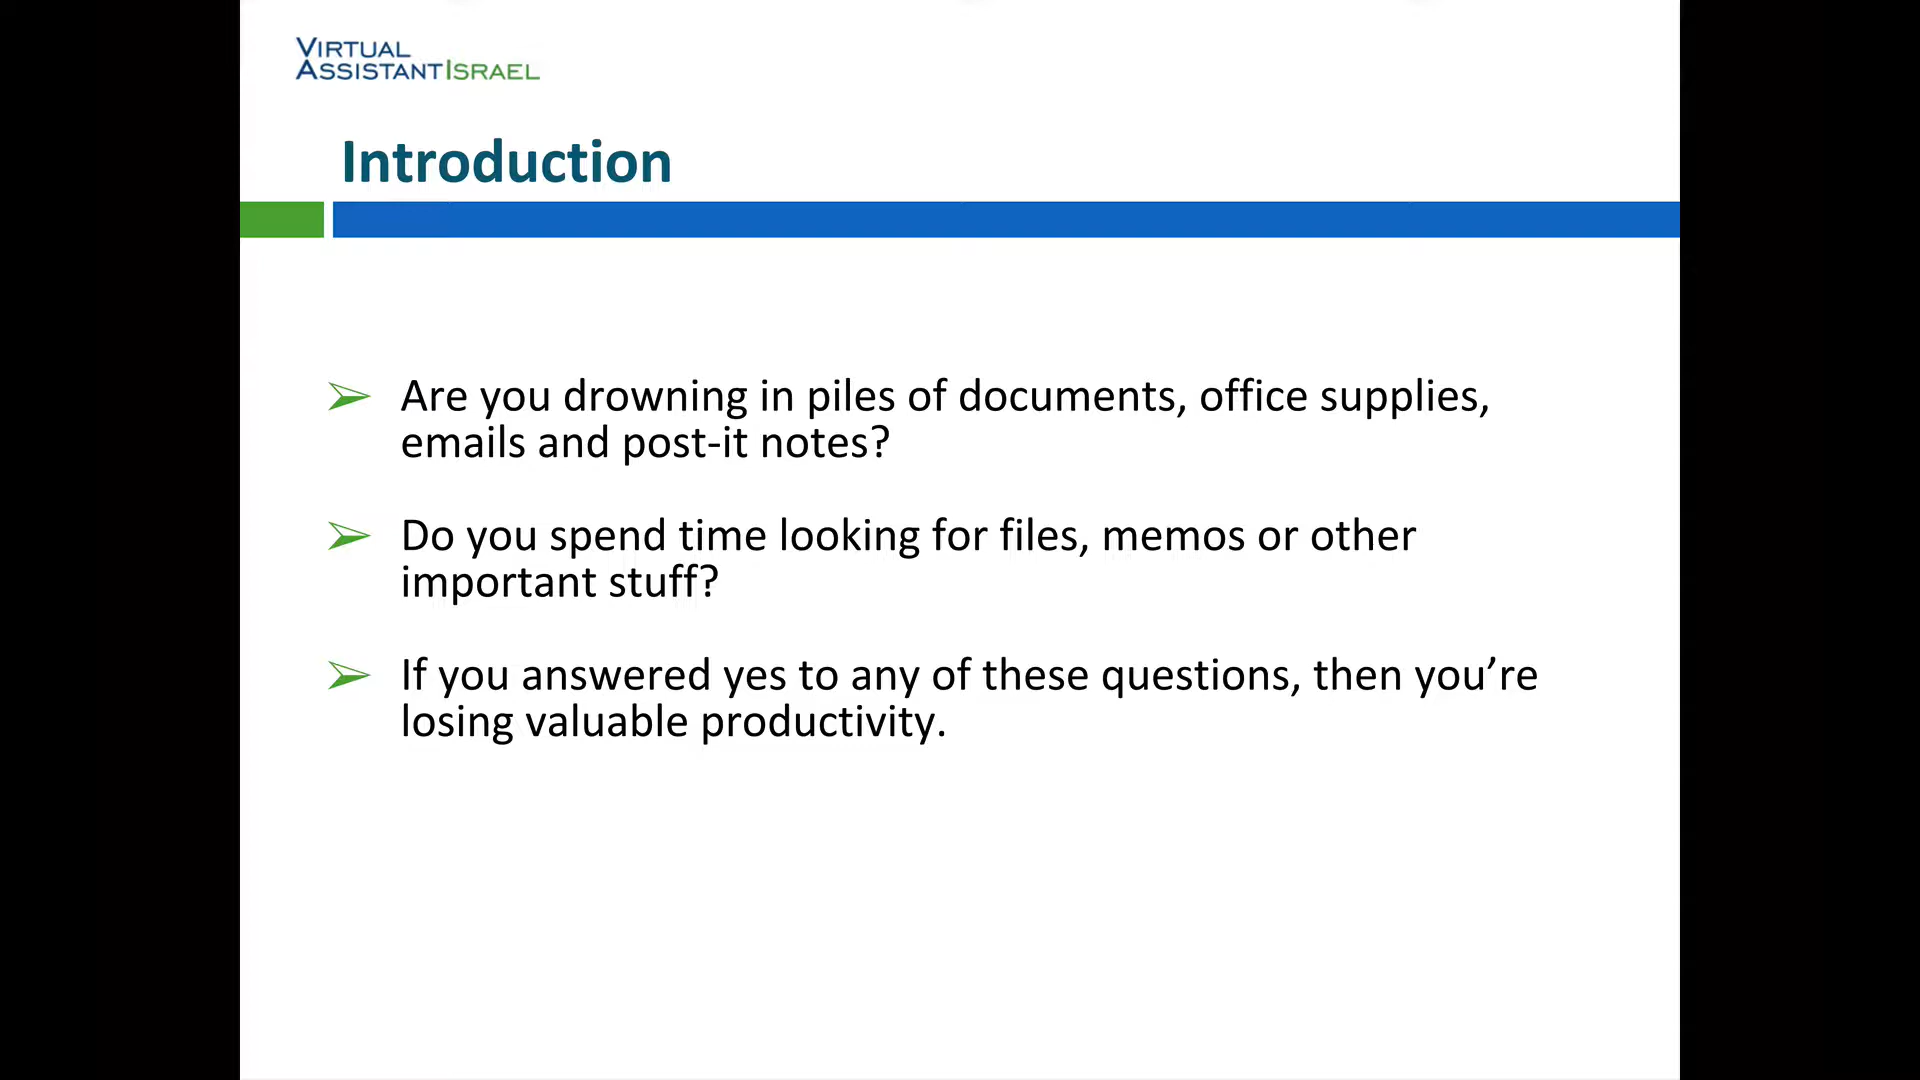 VIRTUAL
ASSISTANT ISRAEL
Introduction
Are you drowning in piles of documents, office supplies,
emails and post-it notes?
Do you spend time looking for files, memos or other
important stuff?
If you answered yes to any of these questions, then you’re
losing valuable productivity.